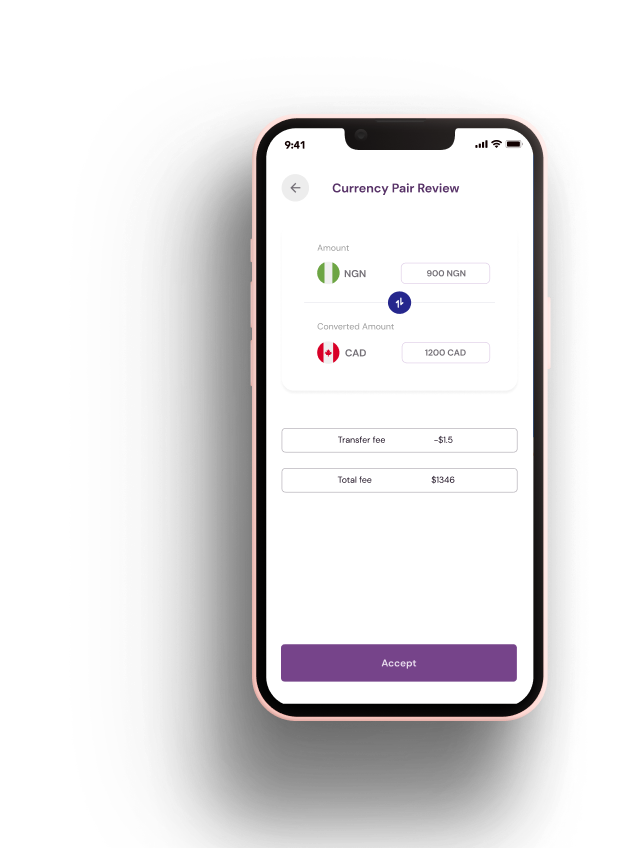 9:41
Currency Pair Review
Amount
NGN 900 NGN
Converted Amount
CAD 1200 CAD
Transfer fee -$1.5
Total fee $1346
Accept